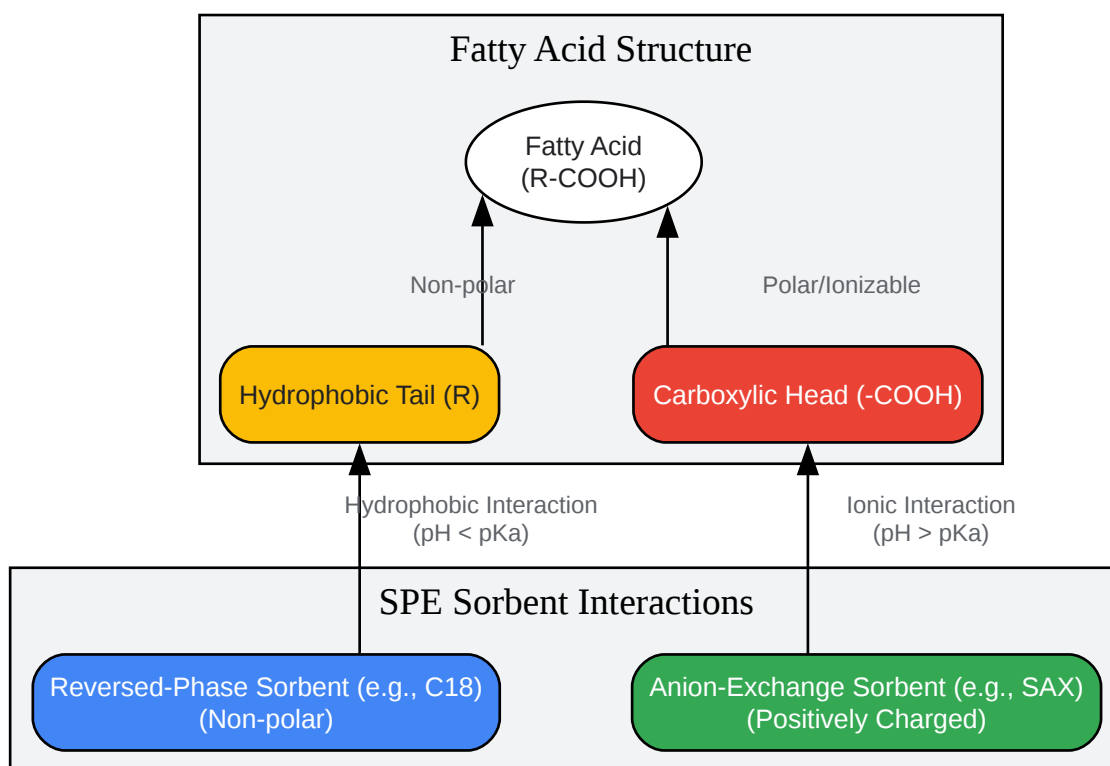 Fatty Acid Structure
Fatty Acid
(R-COOH)
Non-polar
Polar/Ionizable
Hydrophobic Tail (R)
Carboxylic Head (-COOH)
Hydrophobic Interaction
(pH < pKa)
Ionic Interaction
(pH > pKa)
SPE Sorbent Interactions
Reversed-Phase Sorbent (e.g., C18)
(Non-polar)
Anion-Exchange Sorbent (e.g., SAX)
(Positively Charged)